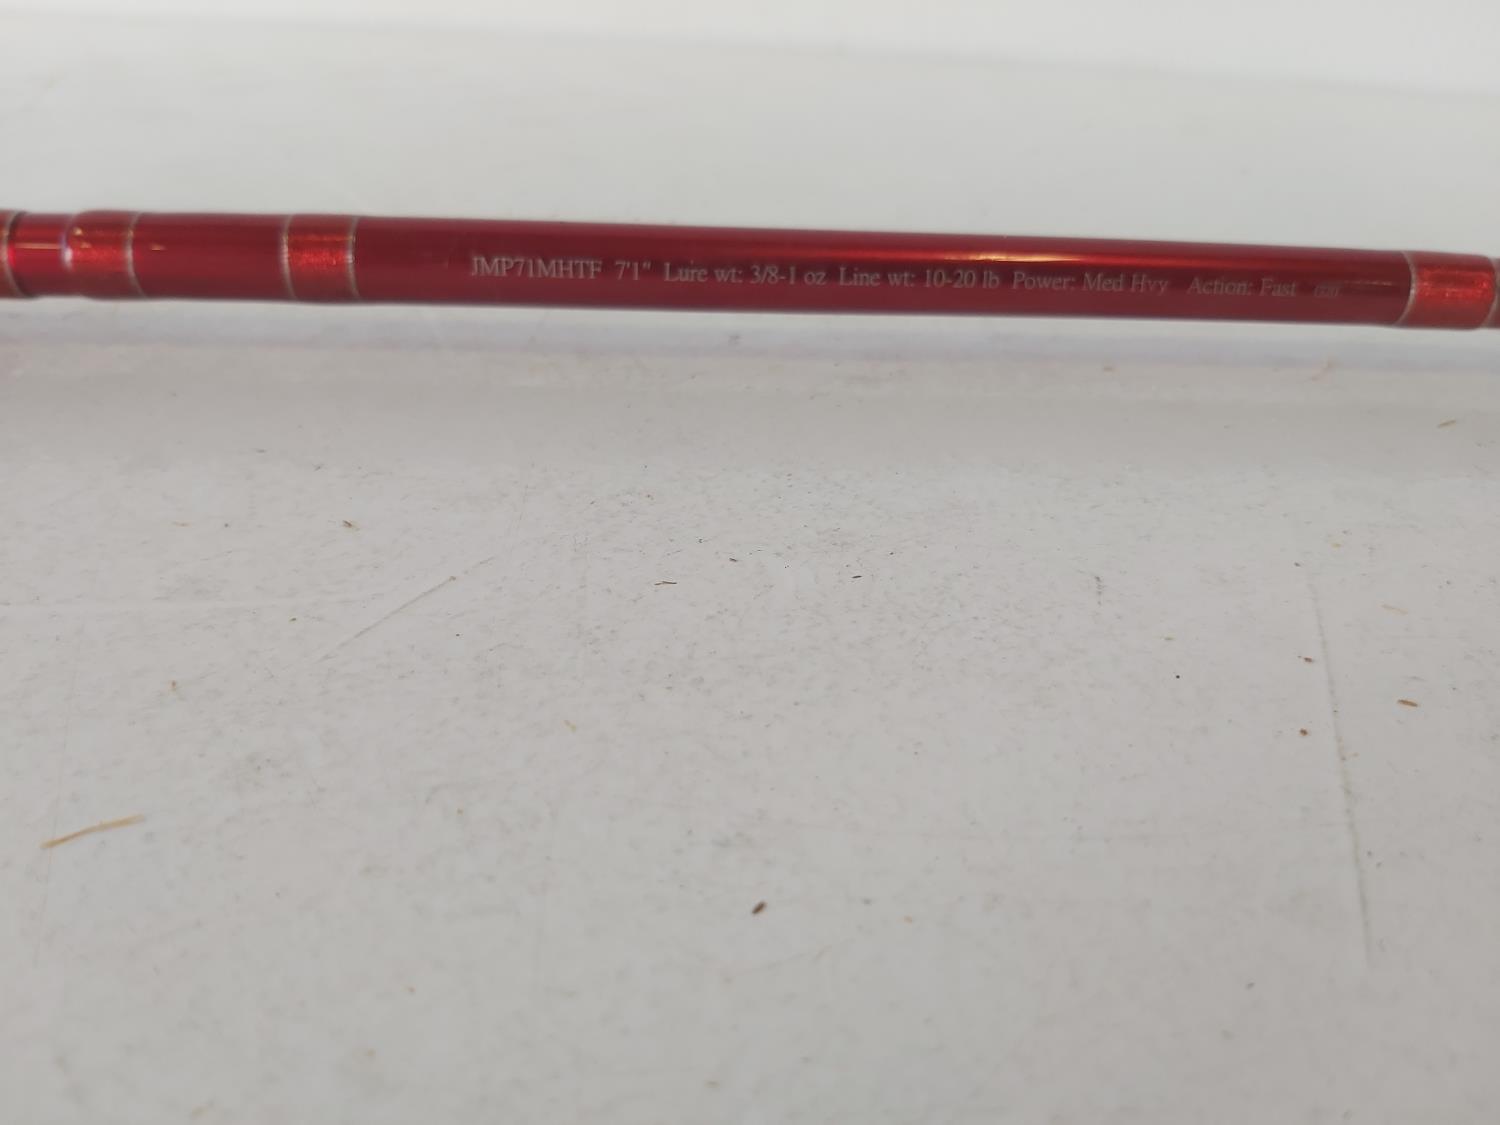 JMP71MHTF 7'1" Lure wt: 3/8-1 oz Line wt: 10-20 lb Power: Med Hvy Action: Fast